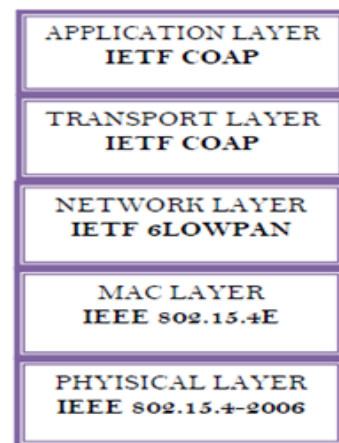 APPLICATION LAYER
IETF COAP
TRANSPORT LAYER
IETF COAP
NETWORK LAYER
IETF 6LOWPAN
MAC LAYER
IEEE 802.15.4E
PHYISICAL LAYER
IEEE 802.15.4-2006